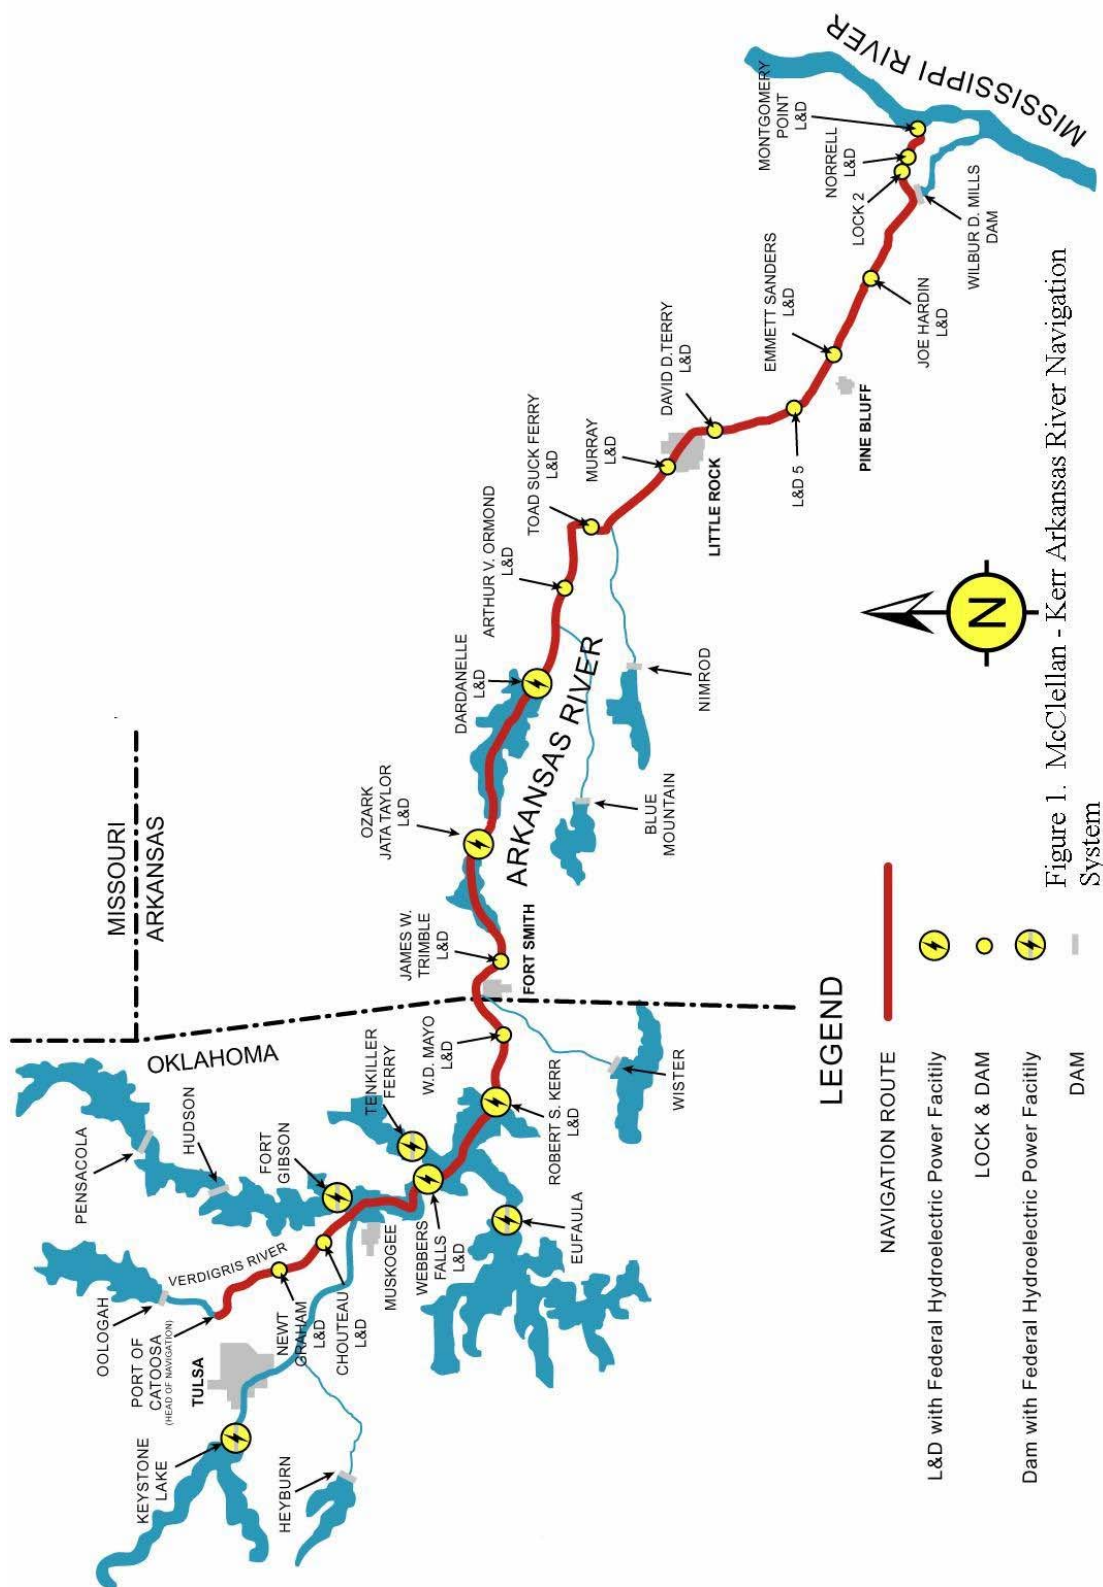 MISSOURI
ARKANSAS
OKLAHOMA
PENSACOLA
HUDSON
FORT
GIBSON
TENKILLER
FERRY
OOLOGAH
VERDIGRIS RIVER
PORT OF
CATOOSA
(HEAD OF NAVIGATION)
TULSA
KEYSTONE
LAKE
HEYBURN
NEWT
GRAHAM
L&D
CHOUTEAU
L&D
MUSKOGEE
WEBBERS
FALLS
L&D
EUFAULA
ROBERT S. KERR
L&D
W.D. MAYO
L&D
WISTER
JAMES W.
TRIMBLE
L&D
FORT SMITH
OZARK
JATA TAYLOR
L&D
ARKANSAS RIVER
DARDANELLE
L&D
BLUE
MOUNTAIN
NIMROD
ARTHUR V. ORMOND
L&D
TOAD SUCK FERRY
L&D
MURRAY
L&D
LITTLE ROCK
DAVID D.TERRY
L&D
L&D 5
PINE BLUFF
EMMETT SANDERS
L&D
JOE HARDIN
L&D
LOCK 2
NORRELL
L&D
MONTGOMERY
POINT
L&D
WILBUR D. MILLS
DAM
MISSISSIPPI RIVER
N
LEGEND
NAVIGATION ROUTE
L&D with Federal Hydroelectric Power Facitily
LOCK & DAM
Dam with Federal Hydroelectric Power Facitily
DAM
Figure 1. McClellan - Kerr Arkansas River Navigation
System